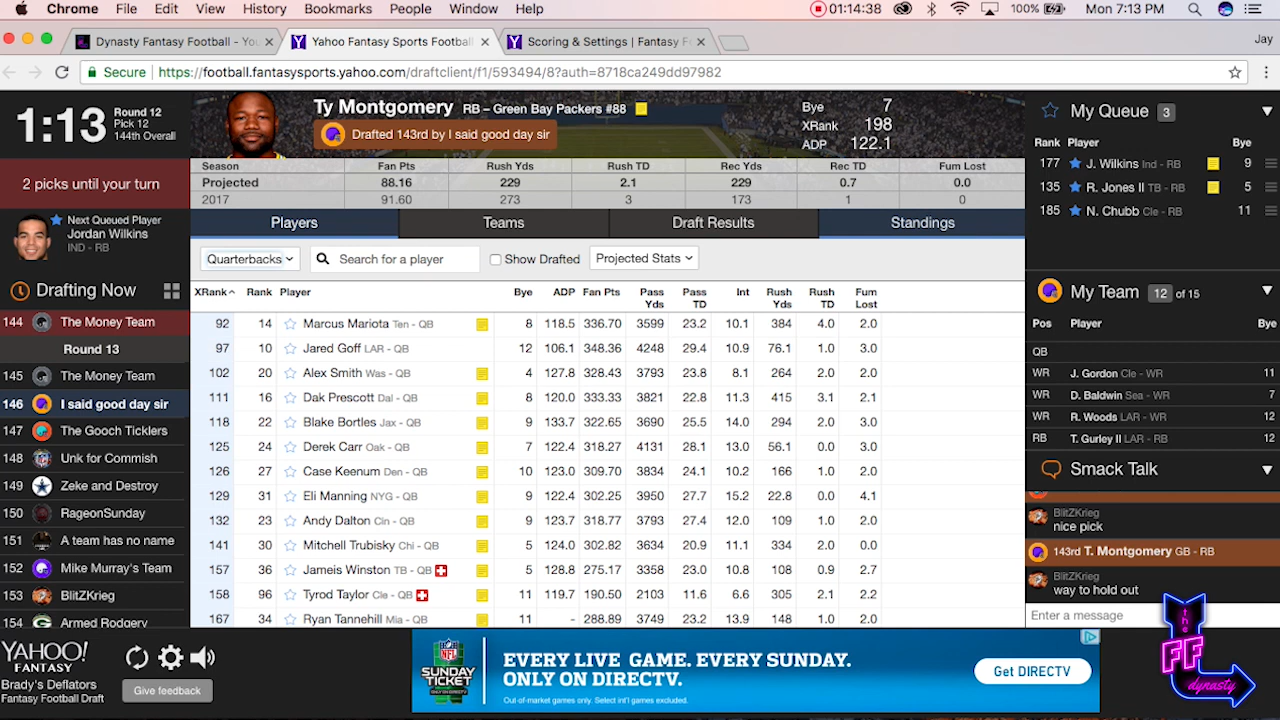 Chrome File Edit View History Bookmarks People Window Help 01:14:38 100% Mon 7:13 PM
Dynasty Fantasy Football - You × Yahoo Fantasy Sports Football × Scoring & Settings | Fantasy F × Jay
Secure https://football.fantasysports.yahoo.com/draftclient/f1/593494/8?auth=8718ca249dd97982
1:13 Round 12
Pick 12
144th Overall
2 picks until your turn
Next Queued Player
Jordan Wilkins
IND - RB
Drafting Now
144 The Money Team
Round 13
145 The Money Team
146 I said good day sir
147 The Gooch Ticklers
148 Unk for Commish
149 Zeke and Destroy
150 RageonSunday
151 A team has no name
152 Mike Murray's Team
153 BlitZKrieg
154 Armed Rodgery
YAHOO!
FANTASY
Brady's Deflators
Fantasy Football Draft
Give feedback
Ty Montgomery RB – Green Bay Packers #88
Drafted 143rd by I said good day sir
Bye 7
XRank 198
ADP 122.1
Season Fan Pts Rush Yds Rush TD Rec Yds Rec TD Fum Lost
Projected 88.16 229 2.1 229 0.7 0.0
2017 91.60 273 3 173 1 0
Players Teams Draft Results Standings
Quarterbacks Search for a player Show Drafted Projected Stats
XRank Rank Player Bye ADP Fan Pts Pass Yds Pass TD Int Rush Yds Rush TD Fum Lost
92 14 Marcus Mariota Ten - QB 8 118.5 336.70 3599 23.2 10.1 384 4.0 2.0
97 10 Jared Goff LAR - QB 12 106.1 348.36 4248 29.4 10.9 76.1 1.0 3.0
102 20 Alex Smith Was - QB 4 127.8 328.43 3793 23.8 8.1 264 2.0 2.0
111 16 Dak Prescott Dal - QB 8 120.0 333.33 3821 22.8 11.3 415 3.1 2.1
118 22 Blake Bortles Jax - QB 9 133.7 322.65 3690 25.5 14.0 294 2.0 3.0
125 24 Derek Carr Oak - QB 7 122.4 318.27 4131 28.1 13.0 56.1 0.0 3.0
126 27 Case Keenum Den - QB 10 123.0 309.70 3834 24.1 10.2 166 1.0 2.0
129 31 Eli Manning NYG - QB 9 122.4 302.25 3950 27.7 15.2 22.8 0.0 4.1
132 23 Andy Dalton Cin - QB 9 123.7 318.77 3793 27.4 12.0 109 1.0 2.0
141 30 Mitchell Trubisky Chi - QB 5 124.0 302.82 3634 20.9 11.1 334 2.0 0.0
157 36 Jameis Winston TB - QB 5 128.8 275.17 3358 23.0 10.8 108 0.9 2.7
158 96 Tyrod Taylor Cle - QB 11 119.7 190.50 2103 11.6 6.6 305 2.1 2.2
167 34 Ryan Tannehill Mia - QB 11 - 288.89 3749 23.2 13.9 148 1.0 2.0
NFL
SUNDAY
TICKET
ONLY ON DIRECTV
EVERY LIVE GAME. EVERY SUNDAY.
ONLY ON DIRECTV.
Out-of-market games only. Select int'l games excluded.
Get DIRECTV
My Queue 3
Rank Player Bye
177 J. Wilkins Ind - RB 9
135 R. Jones II TB - RB 5
185 N. Chubb Cle - RB 11
My Team 12 of 15
Pos Player Bye
QB
WR J. Gordon Cle - WR 11
WR D. Baldwin Sea - WR 7
WR R. Woods LAR - WR 12
RB T. Gurley II LAR - RB 12
Smack Talk
BlitZKrieg
nice pick
143rd T. Montgomery GB - RB
BlitZKrieg
way to hold out
Enter a message
the
FF
dynasty